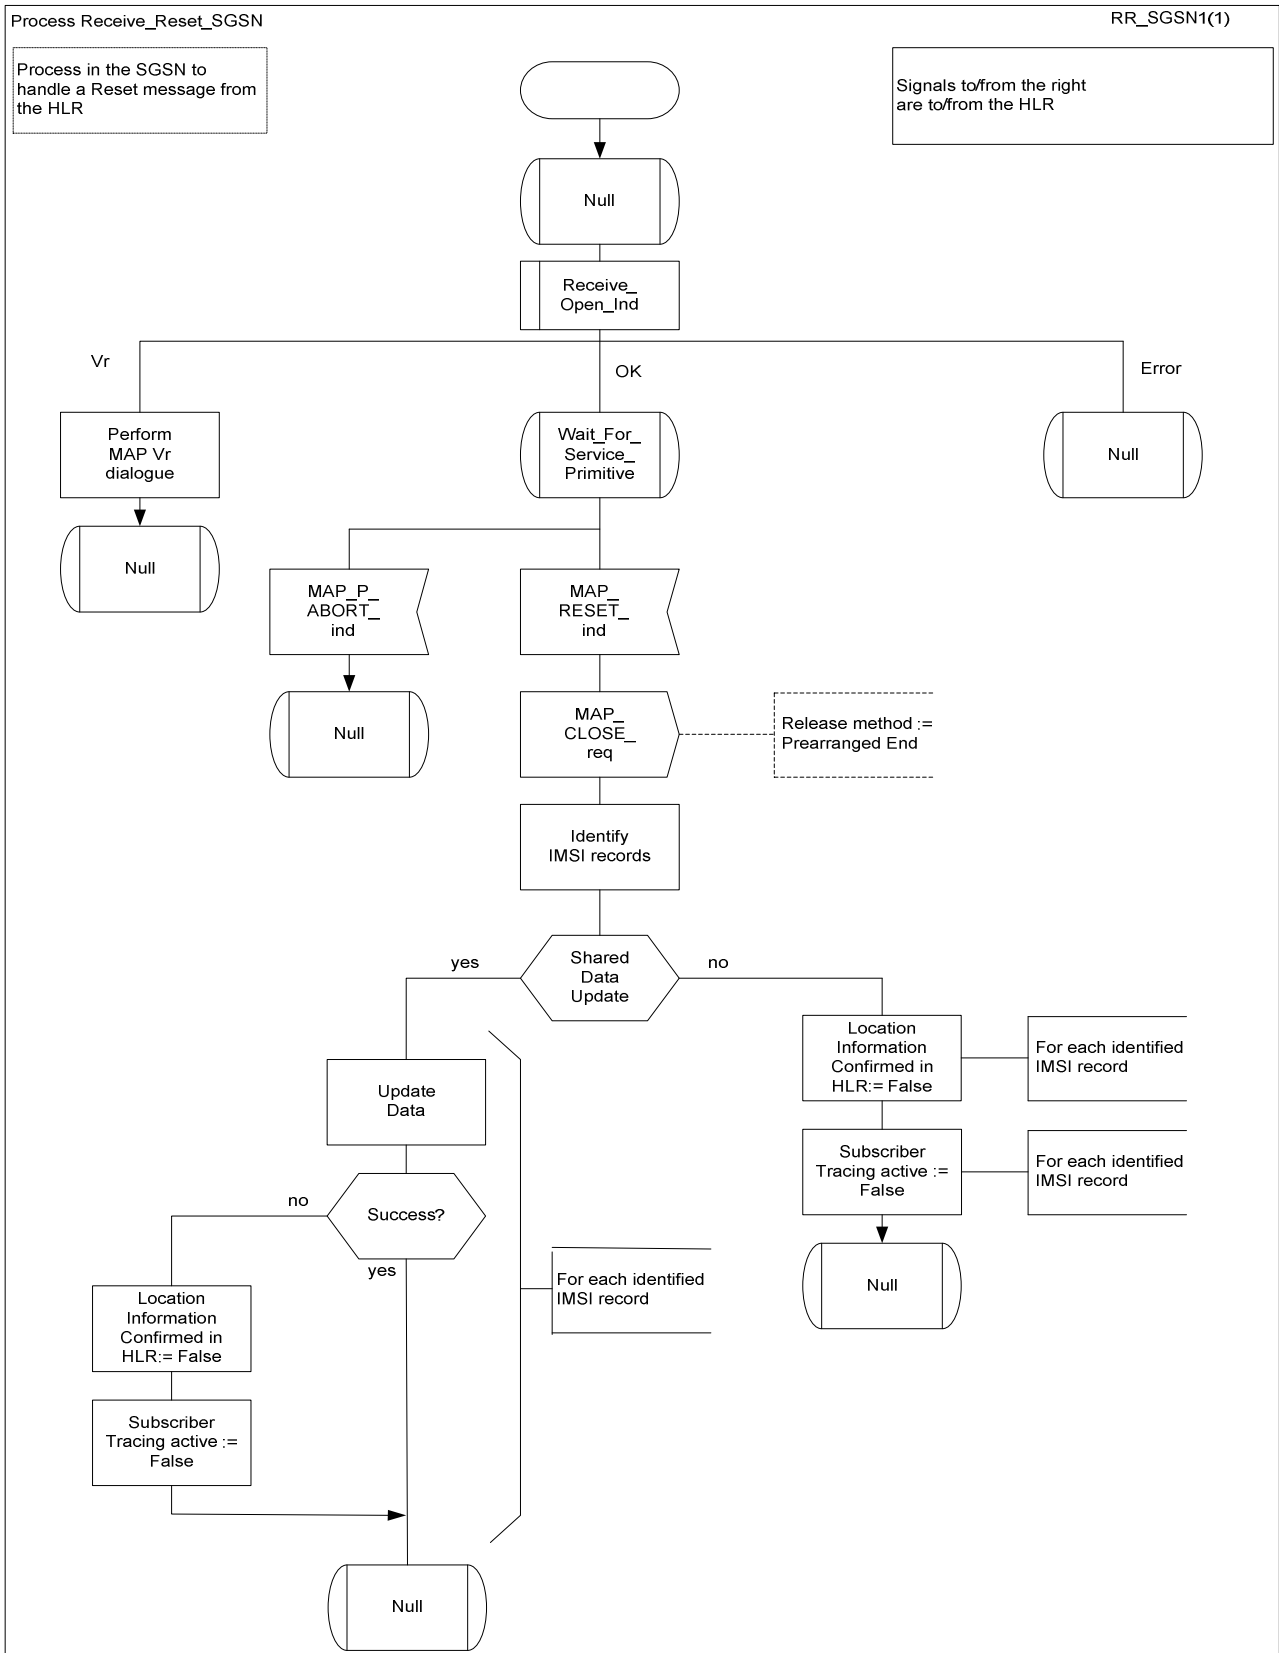 Process Receive_Reset_SGSN
RR_SGSN1(1)
Process in the SGSN to
handle a Reset message from
the HLR
Signals to/from the right
are to/from the HLR
Null
Receive_
Open_Ind
Vr
OK
Error
Perform
MAP Vr
dialogue
Wait_For_
Service_
Primitive
Null
Null
MAP_P_
ABORT_
ind
MAP_
RESET_
ind
Null
MAP_
CLOSE_
req
Release method :=
Prearranged End
Identify
IMSI records
yes
Shared
Data
Update
no
Location
Information
Confirmed in
HLR:= False
For each identified
IMSI record
Update
Data
Subscriber
Tracing active :=
False
For each identified
IMSI record
no
Success?
yes
Null
Location
Information
Confirmed in
HLR:= False
For each identified
IMSI record
Subscriber
Tracing active :=
False
Null